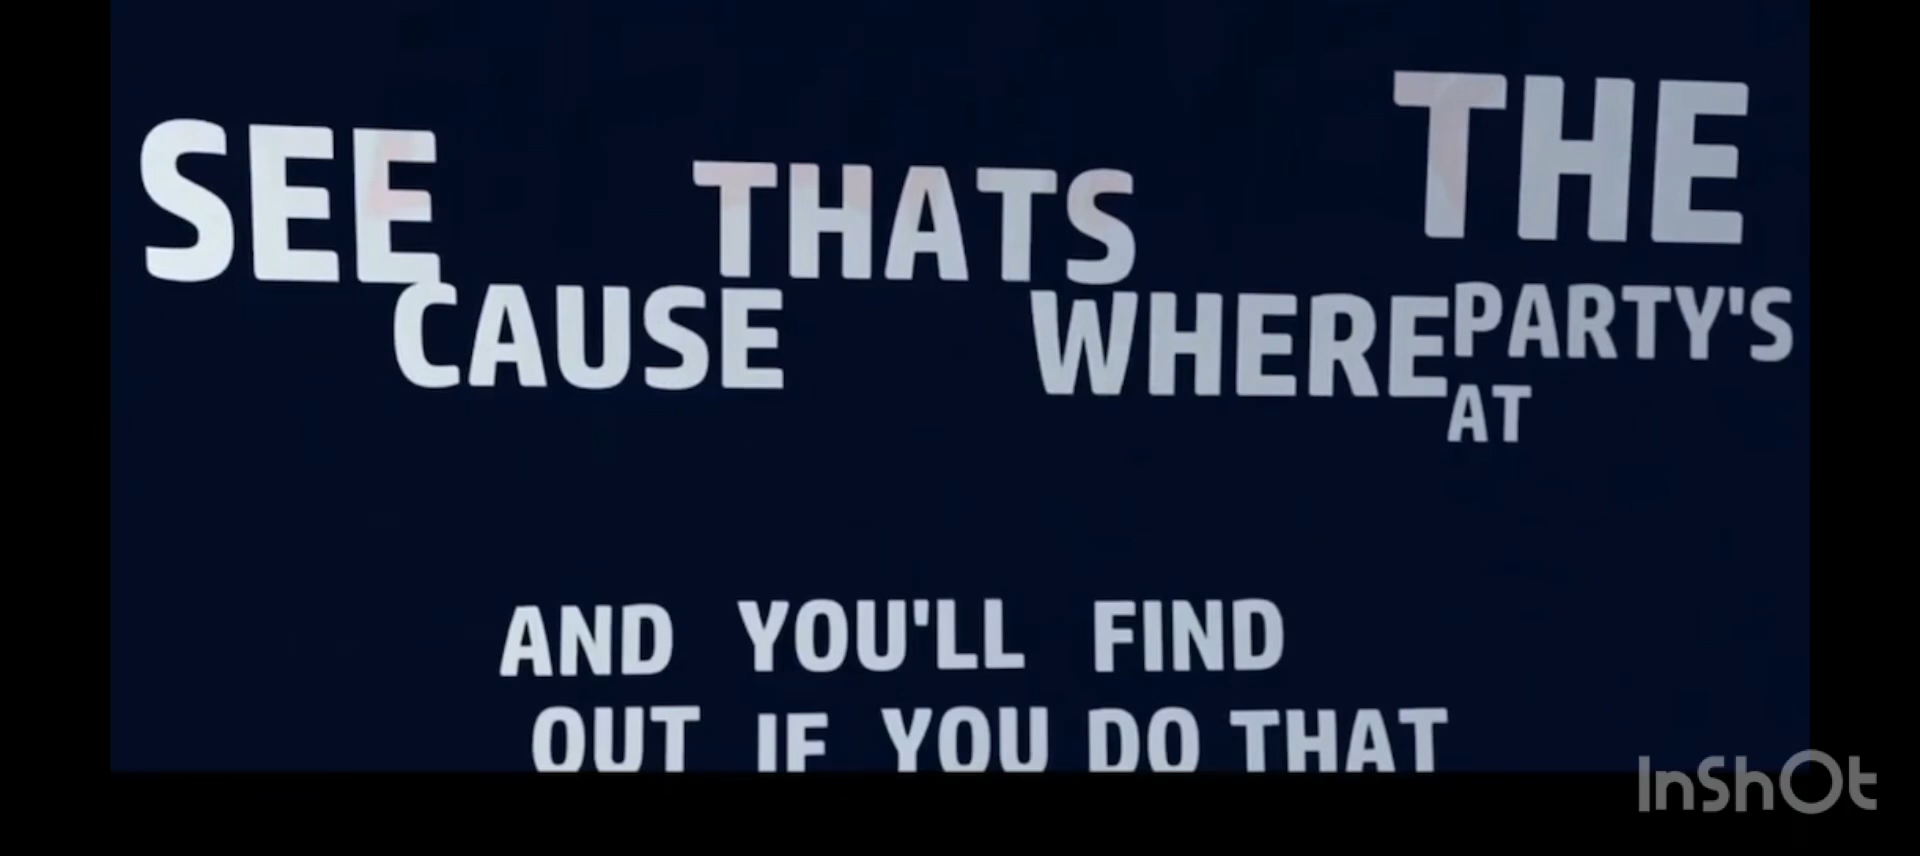 SEE THATS THE
CAUSE WHERE PARTY'S
AT
AND YOU'LL FIND
OUT IF YOU DO THAT
InShOt